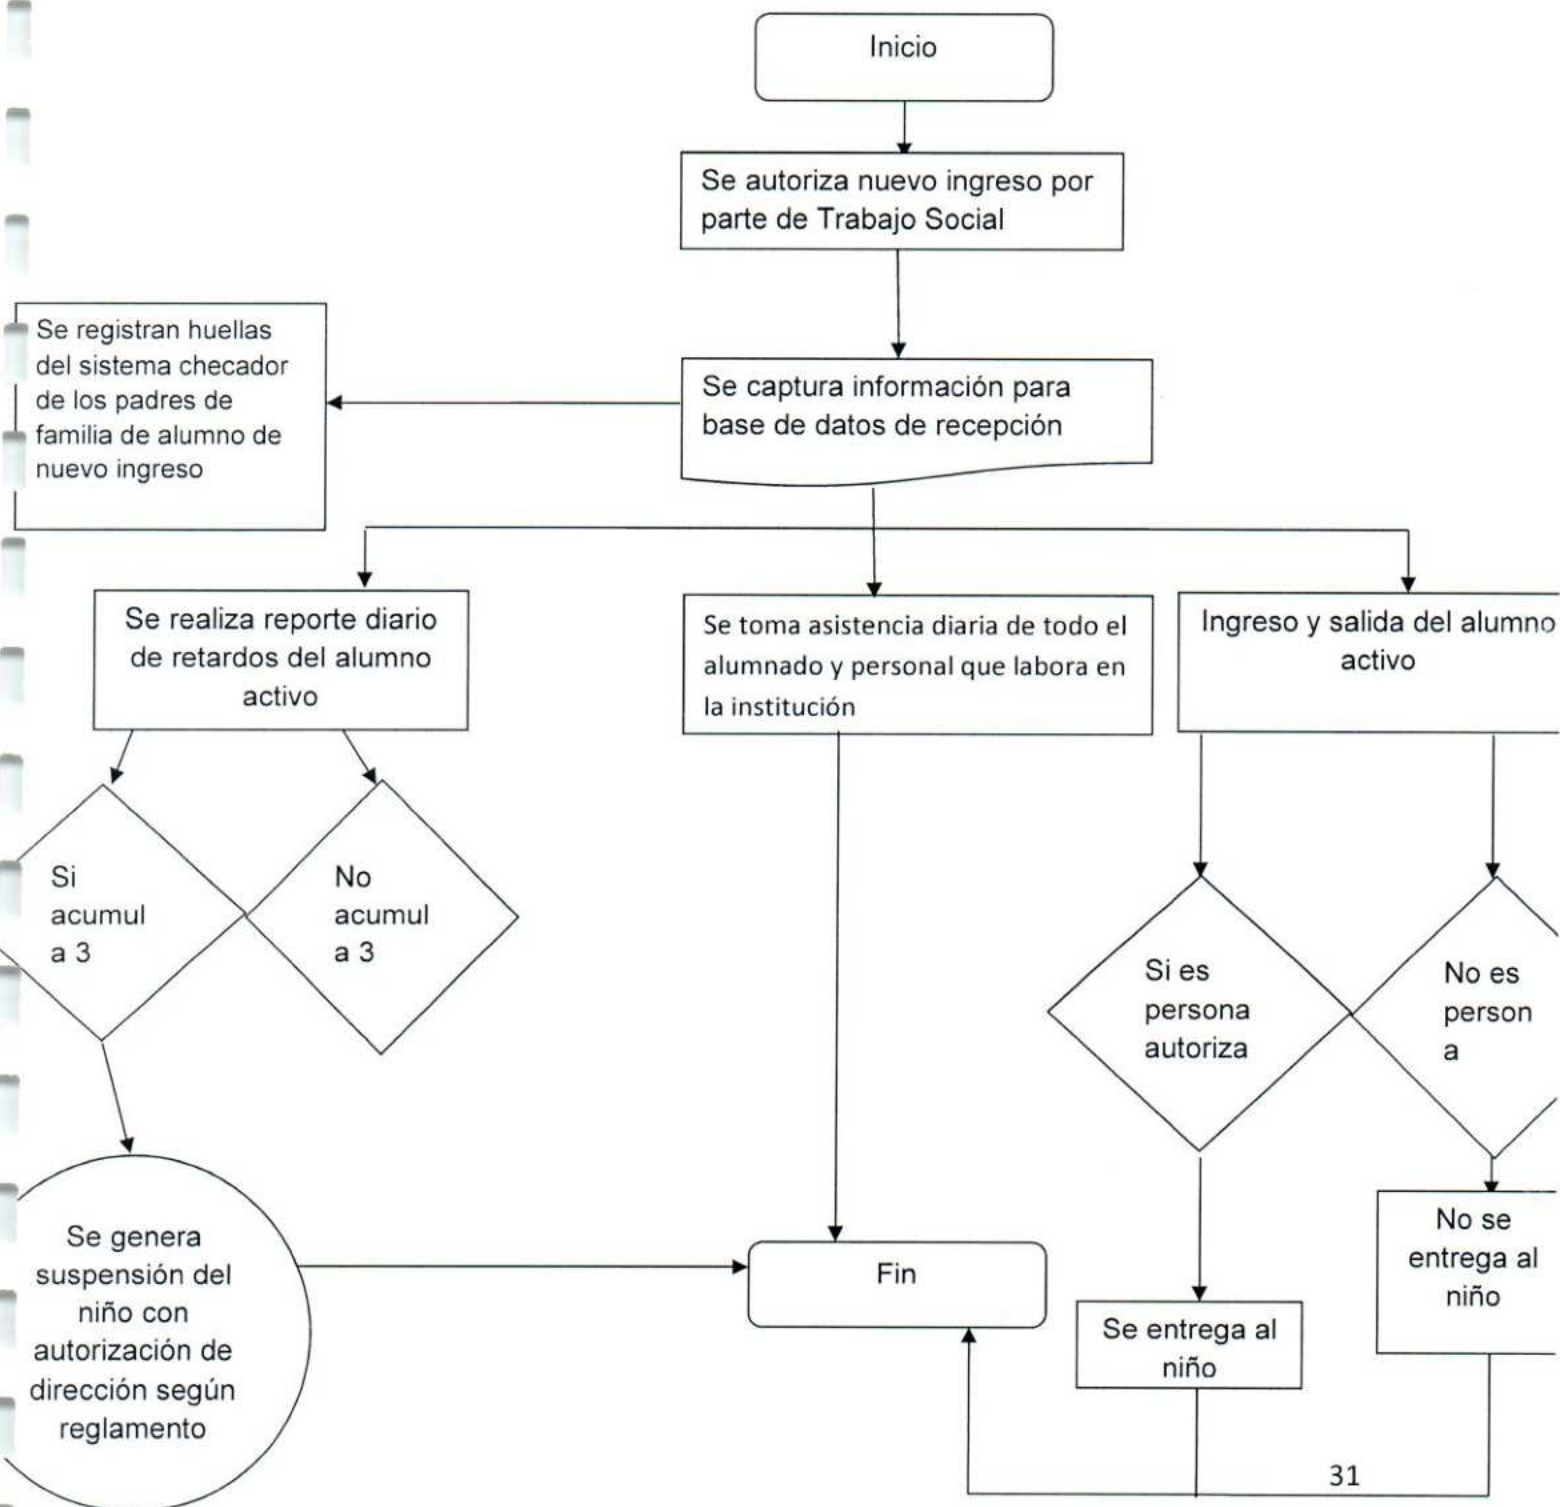 Inicio
Se autoriza nuevo ingreso por
parte de Trabajo Social
Se registran huellas
del sistema checador
de los padres de
familia de alumno de
nuevo ingreso
Se captura información para
base de datos de recepción
Se realiza reporte diario
de retardos del alumno
activo
Se toma asistencia diaria de todo el
alumnado y personal que labora en
la institución
Ingreso y salida del alumno
activo
Si
acumul
a 3
No
acumul
a 3
Si es
persona
autoriza
No es
person
a
Se genera
suspensión del
niño con
autorización de
dirección según
reglamento
Fin
Se entrega al
niño
No se
entrega al
niño
31